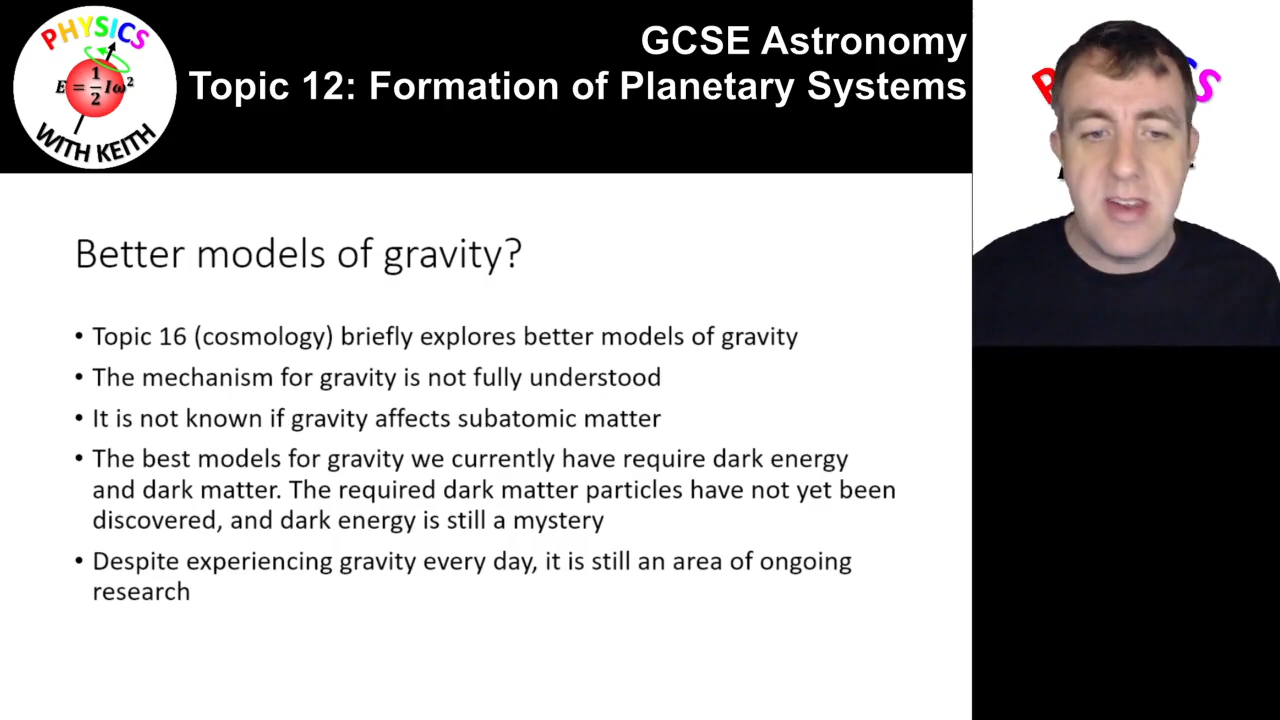 PHYSICS
E = 1/2 Iω²
WITH KEITH
GCSE Astronomy
Topic 12: Formation of Planetary Systems
P S
Better models of gravity?
• Topic 16 (cosmology) briefly explores better models of gravity
• The mechanism for gravity is not fully understood
• It is not known if gravity affects subatomic matter
• The best models for gravity we currently have require dark energy
and dark matter. The required dark matter particles have not yet been
discovered, and dark energy is still a mystery
• Despite experiencing gravity every day, it is still an area of ongoing
research